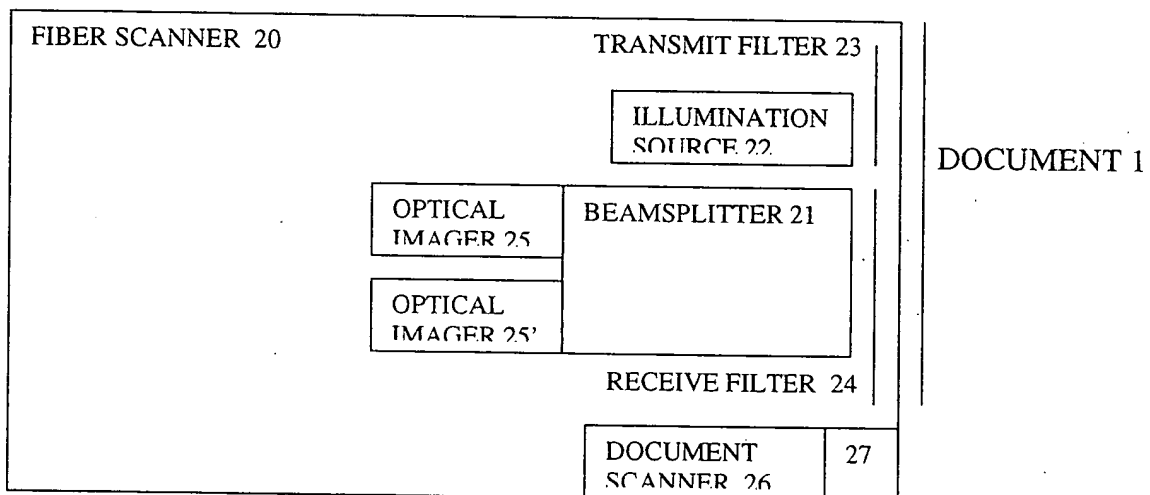 FIBER SCANNER 20
TRANSMIT FILTER 23
ILLUMINATION
SOURCE 22
DOCUMENT 1
OPTICAL
IMAGER 25
BEAMSPLITTER 21
OPTICAL
IMAGER 25'
RECEIVE FILTER 24
DOCUMENT
SCANNER 26
27